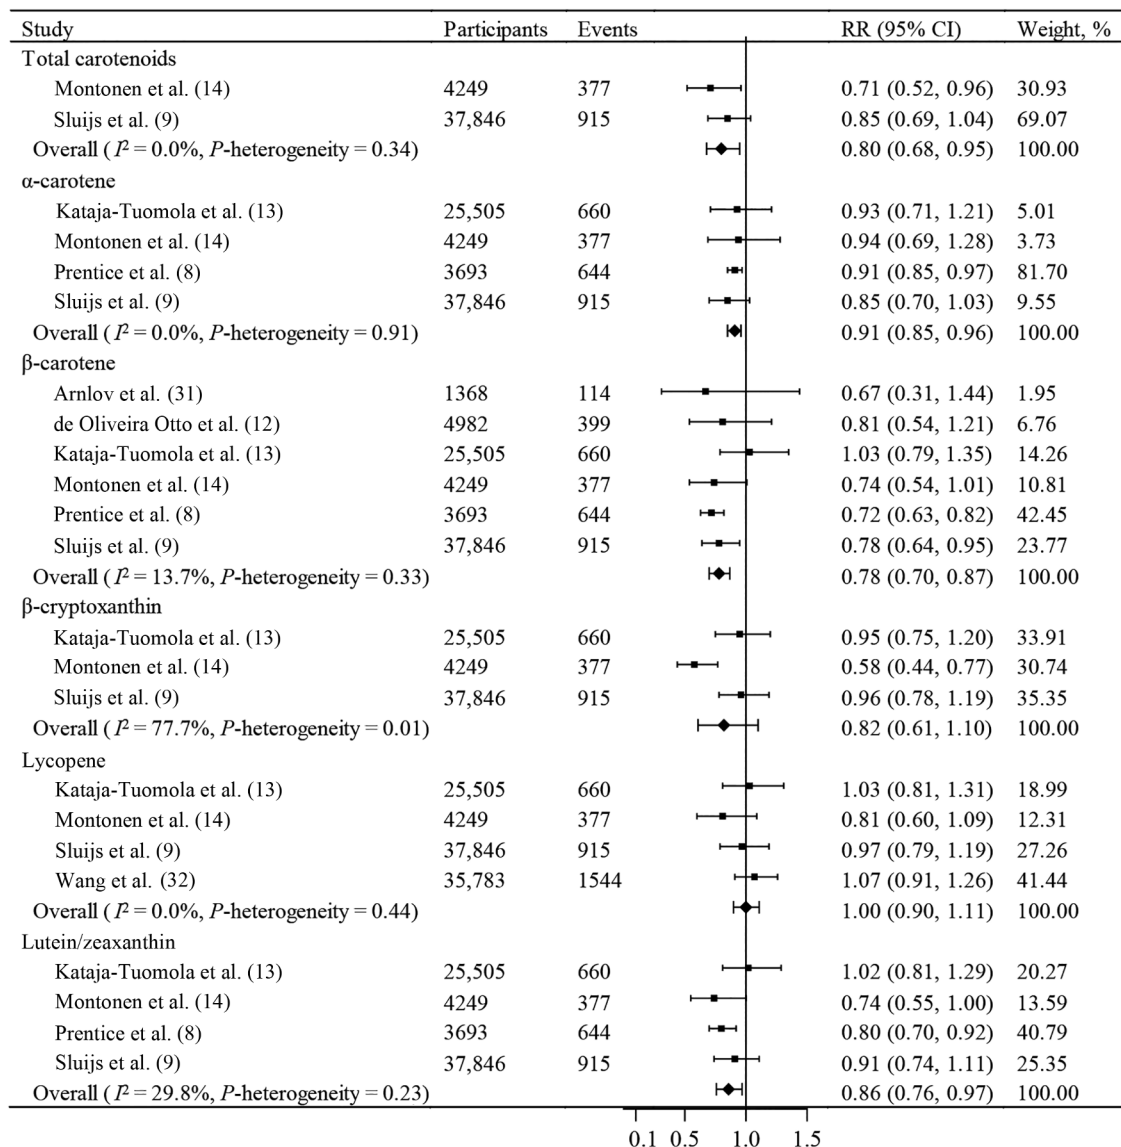 Study Participants Events RR (95% CI) Weight, %
Total carotenoids
Montonen et al. (14) 4249 377 0.71 (0.52, 0.96) 30.93
Sluijs et al. (9) 37,846 915 0.85 (0.69, 1.04) 69.07
Overall (I² = 0.0%, P-heterogeneity = 0.34) 0.80 (0.68, 0.95) 100.00
α-carotene
Kataja-Tuomola et al. (13) 25,505 660 0.93 (0.71, 1.21) 5.01
Montonen et al. (14) 4249 377 0.94 (0.69, 1.28) 3.73
Prentice et al. (8) 3693 644 0.91 (0.85, 0.97) 81.70
Sluijs et al. (9) 37,846 915 0.85 (0.70, 1.03) 9.55
Overall (I² = 0.0%, P-heterogeneity = 0.91) 0.91 (0.85, 0.96) 100.00
β-carotene
Arnlov et al. (31) 1368 114 0.67 (0.31, 1.44) 1.95
de Oliveira Otto et al. (12) 4982 399 0.81 (0.54, 1.21) 6.76
Kataja-Tuomola et al. (13) 25,505 660 1.03 (0.79, 1.35) 14.26
Montonen et al. (14) 4249 377 0.74 (0.54, 1.01) 10.81
Prentice et al. (8) 3693 644 0.72 (0.63, 0.82) 42.45
Sluijs et al. (9) 37,846 915 0.78 (0.64, 0.95) 23.77
Overall (I² = 13.7%, P-heterogeneity = 0.33) 0.78 (0.70, 0.87) 100.00
β-cryptoxanthin
Kataja-Tuomola et al. (13) 25,505 660 0.95 (0.75, 1.20) 33.91
Montonen et al. (14) 4249 377 0.58 (0.44, 0.77) 30.74
Sluijs et al. (9) 37,846 915 0.96 (0.78, 1.19) 35.35
Overall (I² = 77.7%, P-heterogeneity = 0.01) 0.82 (0.61, 1.10) 100.00
Lycopene
Kataja-Tuomola et al. (13) 25,505 660 1.03 (0.81, 1.31) 18.99
Montonen et al. (14) 4249 377 0.81 (0.60, 1.09) 12.31
Sluijs et al. (9) 37,846 915 0.97 (0.79, 1.19) 27.26
Wang et al. (32) 35,783 1544 1.07 (0.91, 1.26) 41.44
Overall (I² = 0.0%, P-heterogeneity = 0.44) 1.00 (0.90, 1.11) 100.00
Lutein/zeaxanthin
Kataja-Tuomola et al. (13) 25,505 660 1.02 (0.81, 1.29) 20.27
Montonen et al. (14) 4249 377 0.74 (0.55, 1.00) 13.59
Prentice et al. (8) 3693 644 0.80 (0.70, 0.92) 40.79
Sluijs et al. (9) 37,846 915 0.91 (0.74, 1.11) 25.35
Overall (I² = 29.8%, P-heterogeneity = 0.23) 0.86 (0.76, 0.97) 100.00
0.1 0.5 1.0 1.5